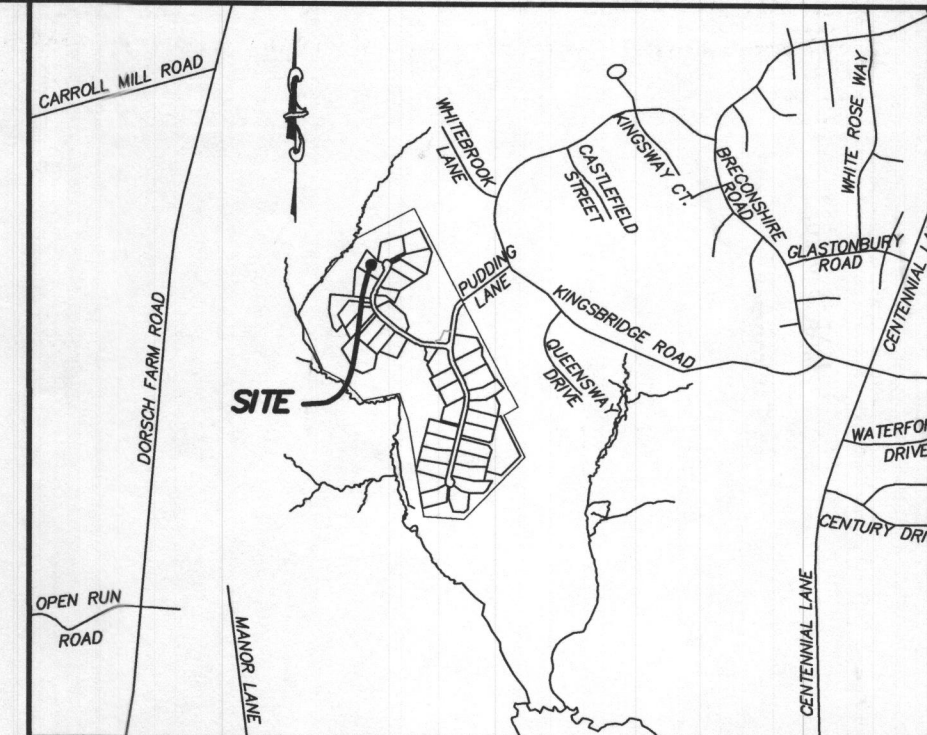 CARROLL MILL ROAD
WHITEBROOK
LANE
KINGSWAY CT.
CASTLEFIELD
STREET
BRECONSHIRE
ROAD
WHITE ROSE WAY
GLASTONBURY
ROAD
PUDDING
LANE
KINGSBRIDGE ROAD
QUEENSWAY
DRIVE
CENTENNIAL
DORSCH FARM ROAD
SITE
WATERFOR
DRIVE
CENTURY DRI
OPEN RUN
ROAD
MANOR LANE
CENTENNIAL LANE